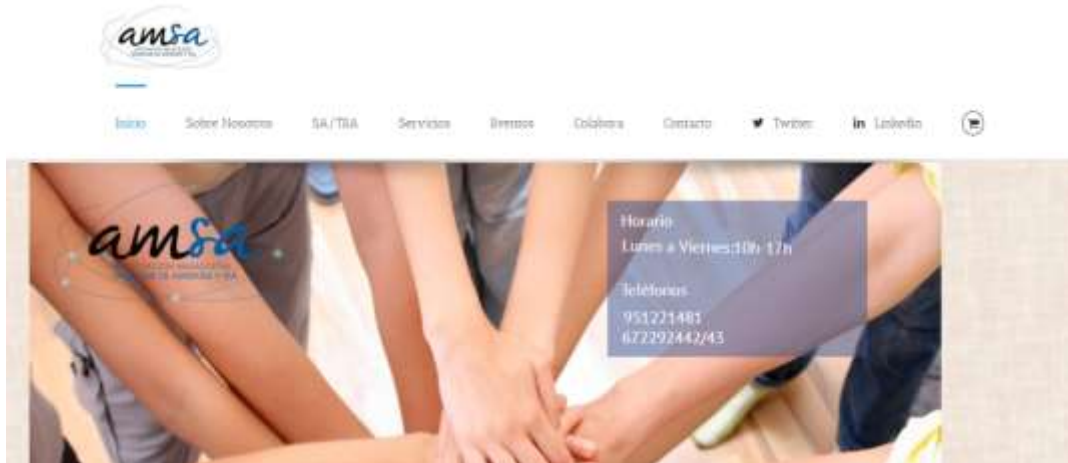 amsa
Inicio Sobre Nosotros SA/TEA Servicios Eventos Colabora Contacto Twitter in Linkedin
amsa
Horario
Lunes a Viernes:10h-17h
Teléfonos
951221481
672292442/43